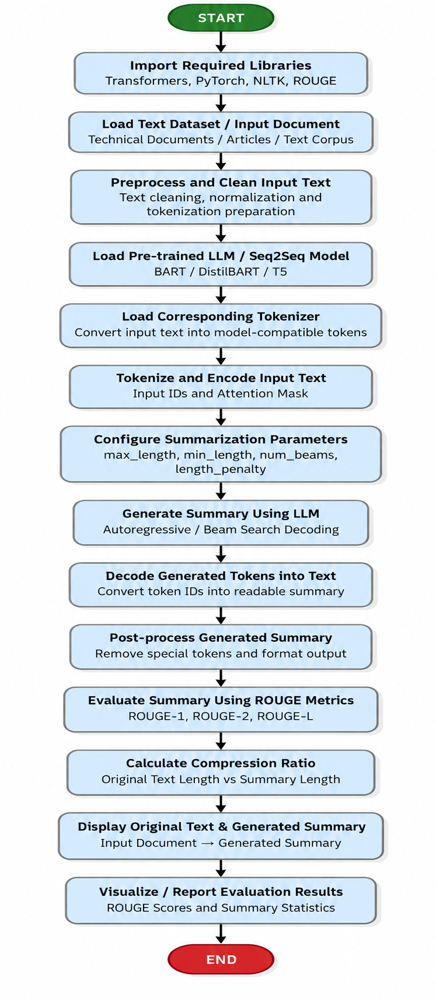 START
Import Required Libraries
Transformers, PyTorch, NLTK, ROUGE
Load Text Dataset / Input Document
Technical Documents / Articles / Text Corpus
Preprocess and Clean Input Text
Text cleaning, normalization and
tokenization preparation
Load Pre-trained LLM / Seq2Seq Model
BART / DistilBART / T5
Load Corresponding Tokenizer
Convert input text into model-compatible tokens
Tokenize and Encode Input Text
Input IDs and Attention Mask
Configure Summarization Parameters
max_length, min_length, num_beams,
length_penalty
Generate Summary Using LLM
Autoregressive / Beam Search Decoding
Decode Generated Tokens into Text
Convert token IDs into readable summary
Post-process Generated Summary
Remove special tokens and format output
Evaluate Summary Using ROUGE Metrics
ROUGE-1, ROUGE-2, ROUGE-L
Calculate Compression Ratio
Original Text Length vs Summary Length
Display Original Text & Generated Summary
Input Document → Generated Summary
Visualize / Report Evaluation Results
ROUGE Scores and Summary Statistics
END